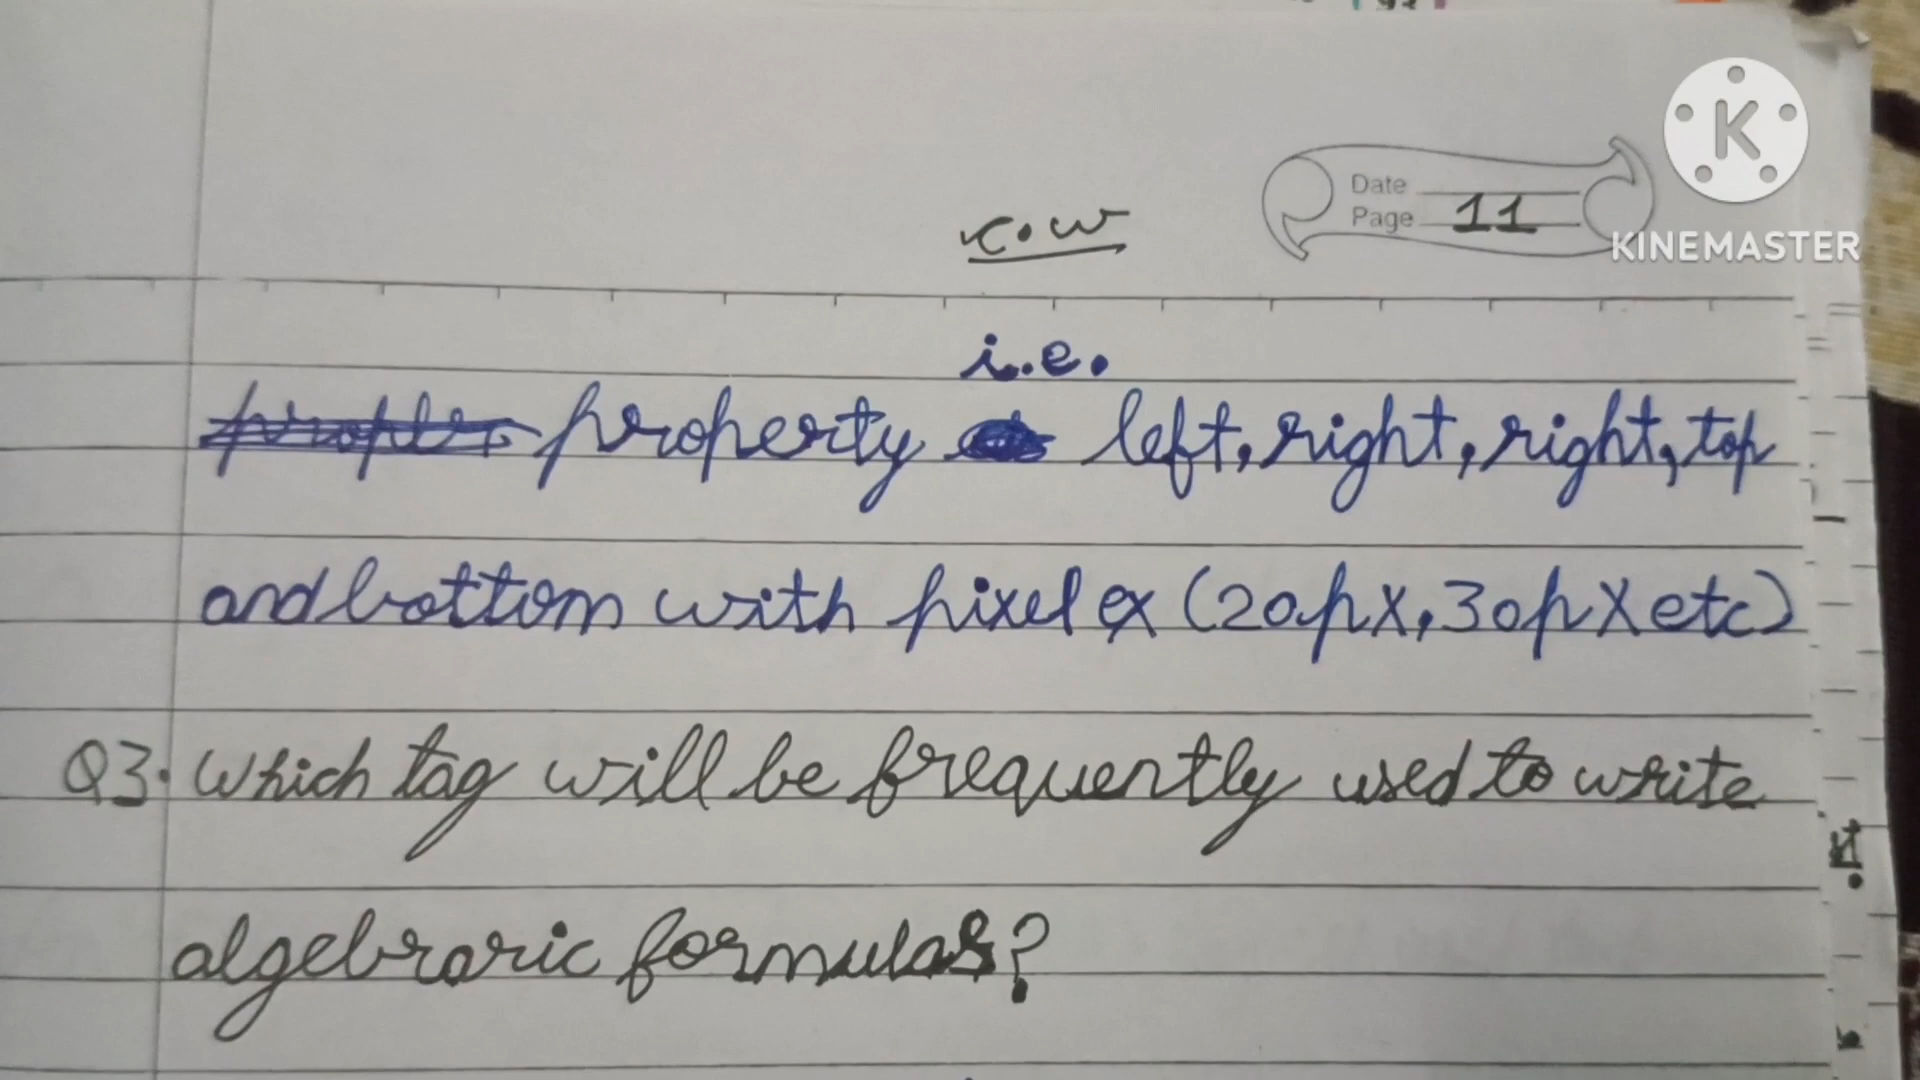 Date
Page 11
K
KINEMASTER
c.w
i.e.
property left, right, right, top
and bottom with pixel ex (20px, 30px etc)
Q3. Which tag will be frequently used to write
algebraric formulas?